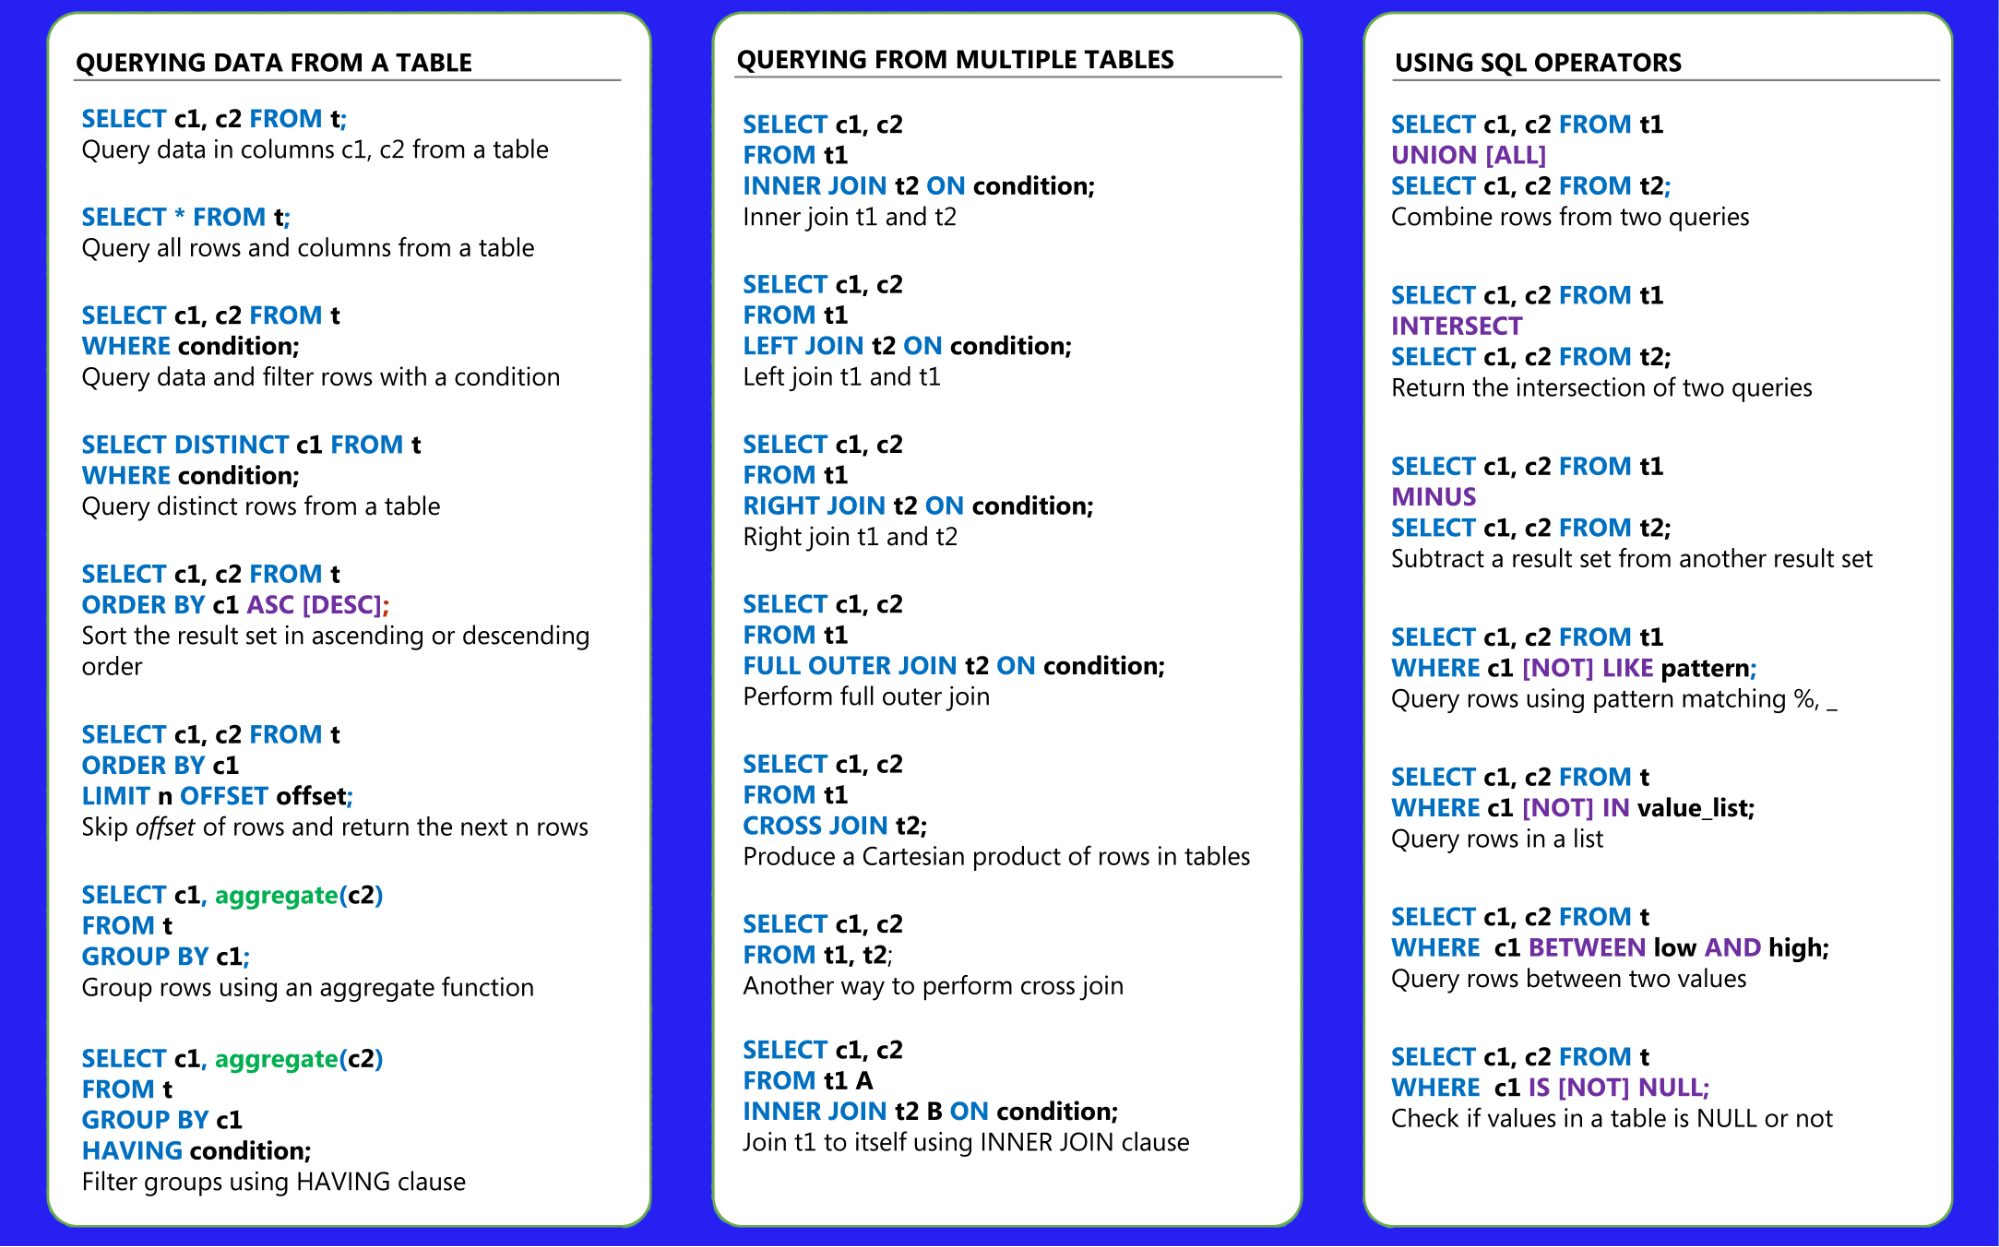 QUERYING DATA FROM A TABLE
SELECT c1, c2 FROM t;
Query data in columns c1, c2 from a table
SELECT * FROM t;
Query all rows and columns from a table
SELECT c1, c2 FROM t
WHERE condition;
Query data and filter rows with a condition
SELECT DISTINCT c1 FROM t
WHERE condition;
Query distinct rows from a table
SELECT c1, c2 FROM t
ORDER BY c1 ASC [DESC];
Sort the result set in ascending or descending
order
SELECT c1, c2 FROM t
ORDER BY c1
LIMIT n OFFSET offset;
Skip offset of rows and return the next n rows
SELECT c1, aggregate(c2)
FROM t
GROUP BY c1;
Group rows using an aggregate function
SELECT c1, aggregate(c2)
FROM t
GROUP BY c1
HAVING condition;
Filter groups using HAVING clause
QUERYING FROM MULTIPLE TABLES
SELECT c1, c2
FROM t1
INNER JOIN t2 ON condition;
Inner join t1 and t2
SELECT c1, c2
FROM t1
LEFT JOIN t2 ON condition;
Left join t1 and t1
SELECT c1, c2
FROM t1
RIGHT JOIN t2 ON condition;
Right join t1 and t2
SELECT c1, c2
FROM t1
FULL OUTER JOIN t2 ON condition;
Perform full outer join
SELECT c1, c2
FROM t1
CROSS JOIN t2;
Produce a Cartesian product of rows in tables
SELECT c1, c2
FROM t1, t2;
Another way to perform cross join
SELECT c1, c2
FROM t1 A
INNER JOIN t2 B ON condition;
Join t1 to itself using INNER JOIN clause
USING SQL OPERATORS
SELECT c1, c2 FROM t1
UNION [ALL]
SELECT c1, c2 FROM t2;
Combine rows from two queries
SELECT c1, c2 FROM t1
INTERSECT
SELECT c1, c2 FROM t2;
Return the intersection of two queries
SELECT c1, c2 FROM t1
MINUS
SELECT c1, c2 FROM t2;
Subtract a result set from another result set
SELECT c1, c2 FROM t1
WHERE c1 [NOT] LIKE pattern;
Query rows using pattern matching %, _
SELECT c1, c2 FROM t
WHERE c1 [NOT] IN value_list;
Query rows in a list
SELECT c1, c2 FROM t
WHERE c1 BETWEEN low AND high;
Query rows between two values
SELECT c1, c2 FROM t
WHERE c1 IS [NOT] NULL;
Check if values in a table is NULL or not